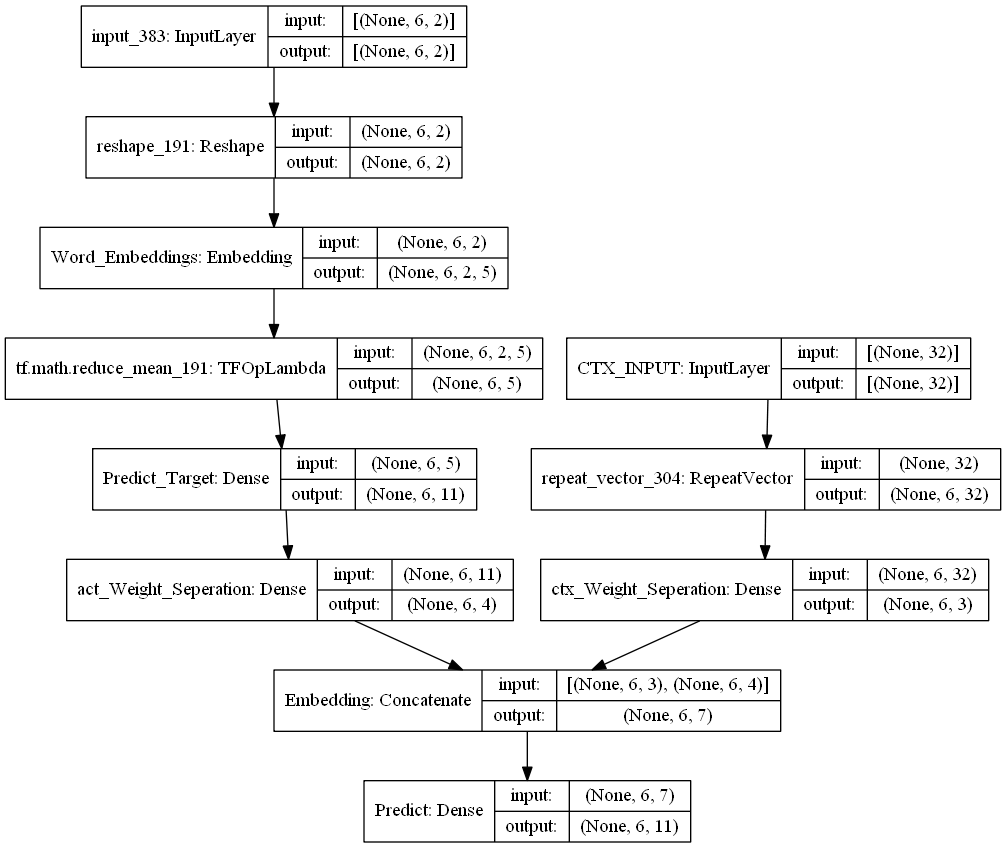 input_383: InputLayer
input: [(None, 6, 2)]
output: [(None, 6, 2)]
reshape_191: Reshape
input: (None, 6, 2)
output: (None, 6, 2)
Word_Embeddings: Embedding
input: (None, 6, 2)
output: (None, 6, 2, 5)
tf.math.reduce_mean_191: TFOpLambda
input: (None, 6, 2, 5)
output: (None, 6, 5)
CTX_INPUT: InputLayer
input: [(None, 32)]
output: [(None, 32)]
Predict_Target: Dense
input: (None, 6, 5)
output: (None, 6, 11)
repeat_vector_304: RepeatVector
input: (None, 32)
output: (None, 6, 32)
act_Weight_Seperation: Dense
input: (None, 6, 11)
output: (None, 6, 4)
ctx_Weight_Seperation: Dense
input: (None, 6, 32)
output: (None, 6, 3)
Embedding: Concatenate
input: [(None, 6, 3), (None, 6, 4)]
output: (None, 6, 7)
Predict: Dense
input: (None, 6, 7)
output: (None, 6, 11)